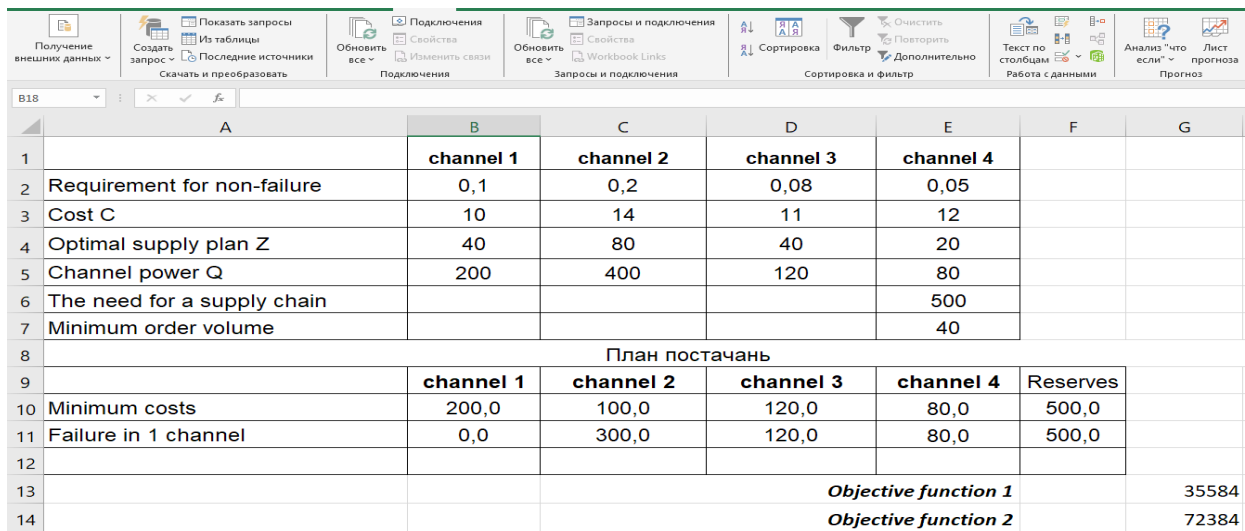 Получение внешних данных
Создать запрос
Показать запросы
Из таблицы
Последние источники
Скачать и преобразовать
Обновить все
Подключения
Свойства
Изменить связи
Подключения
Обновить все
Запросы и подключения
Свойства
Workbook Links
Запросы и подключения
Сортировка
Фильтр
Очистить
Повторить
Дополнительно
Сортировка и фильтр
Текст по столбцам
Работа с данными
Анализ "что если"
Лист прогноза
Прогноз
B18 fx
A B C D E F G
1 channel 1 channel 2 channel 3 channel 4
2 Requirement for non-failure 0,1 0,2 0,08 0,05
3 Cost C 10 14 11 12
4 Optimal supply plan Z 40 80 40 20
5 Channel power Q 200 400 120 80
6 The need for a supply chain 500
7 Minimum order volume 40
8 План постачань
9 channel 1 channel 2 channel 3 channel 4 Reserves
10 Minimum costs 200,0 100,0 120,0 80,0 500,0
11 Failure in 1 channel 0,0 300,0 120,0 80,0 500,0
12
13 Objective function 1 35584
14 Objective function 2 72384